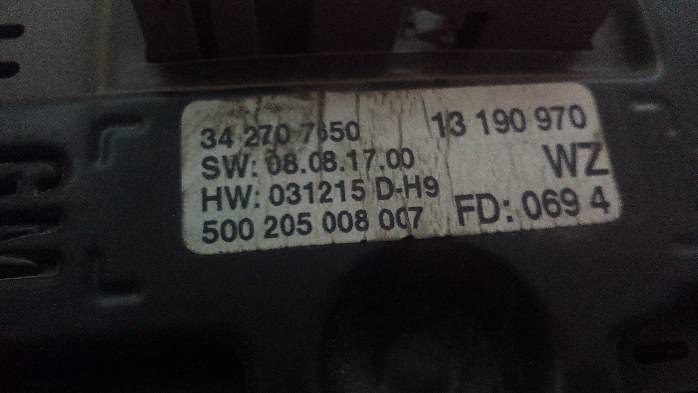 34 270 7650 13 190 970
SW: 08.08.17.00 WZ
HW: 031215 D-H9
500 205 008 007 FD: 069 4